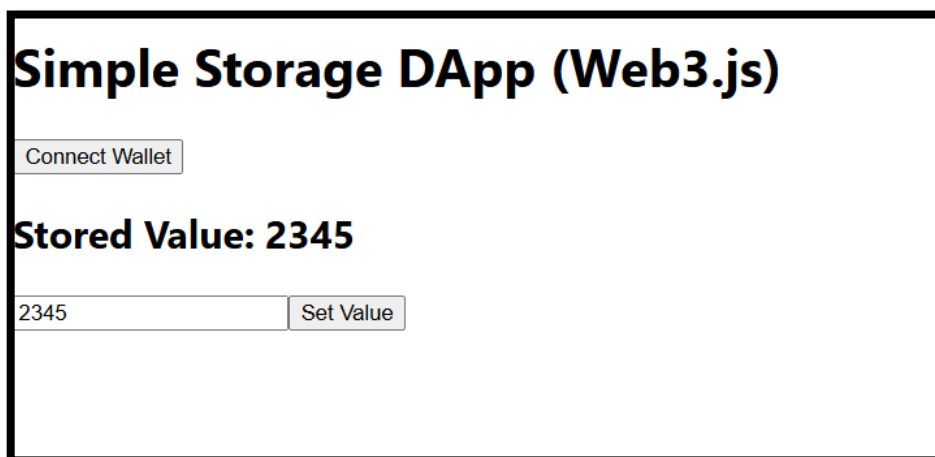 Simple Storage DApp (Web3.js)
Connect Wallet
Stored Value: 2345
2345 Set Value